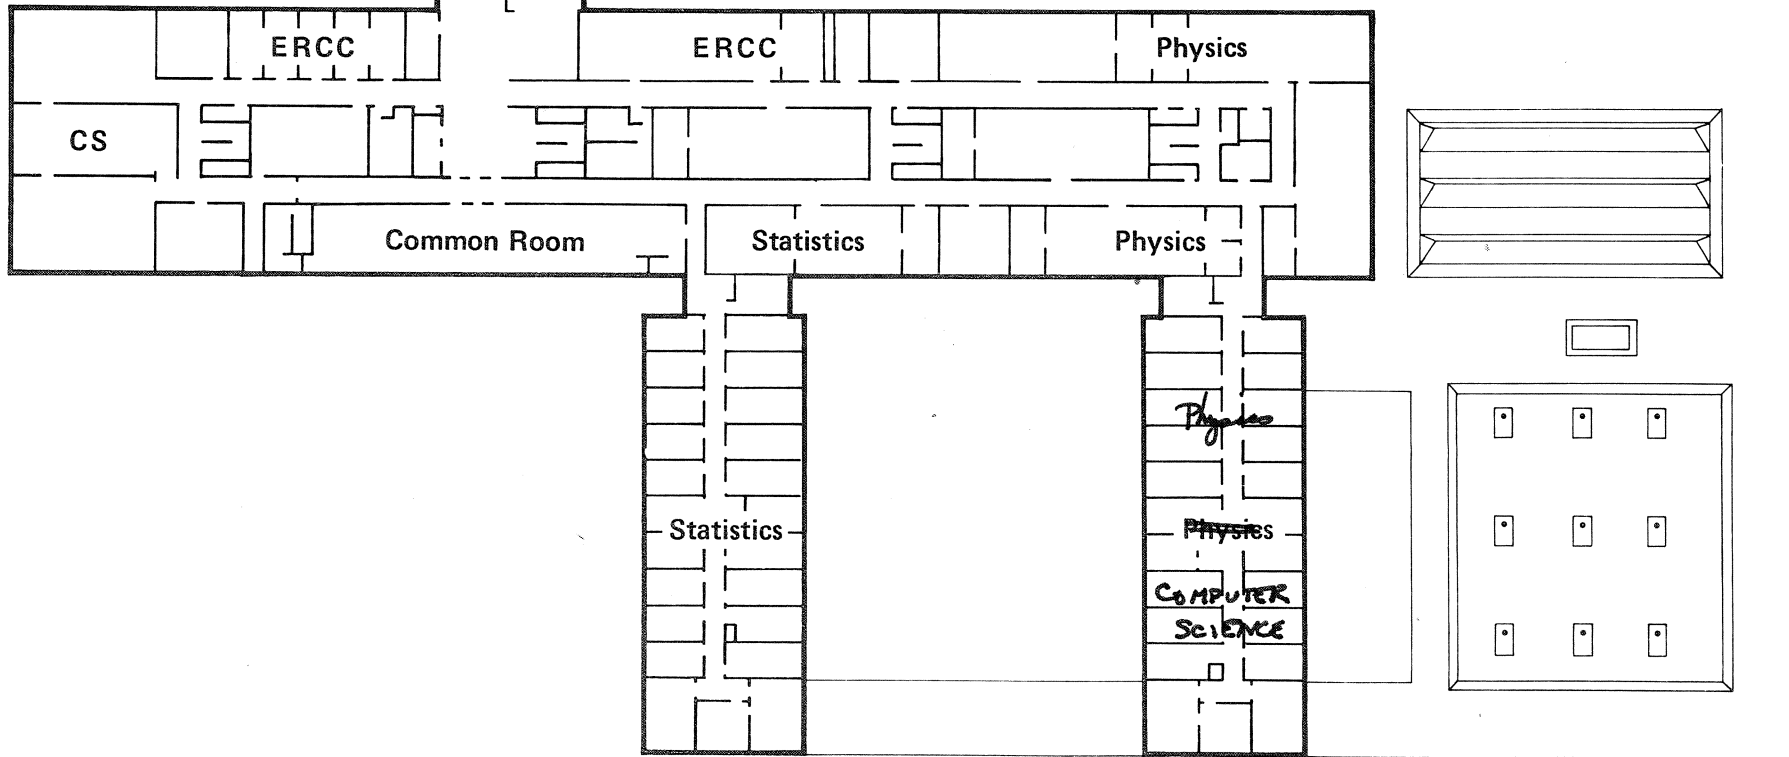 ERCC ERCC Physics
CS
Common Room Statistics Physics
Physics
Statistics Physics
COMPUTER
SCIENCE